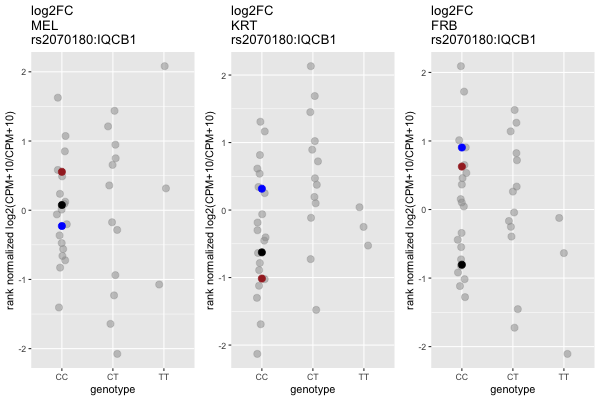 log2FC
MEL
rs2070180:IQCB1
rank normalized log2(CPM+10/CPM+10)
2
1
0
-1
-2
CC
CT
TT
genotype
log2FC
KRT
rs2070180:IQCB1
rank normalized log2(CPM+10/CPM+10)
2
1
0
-1
-2
CC
CT
TT
genotype
log2FC
FRB
rs2070180:IQCB1
rank normalized log2(CPM+10/CPM+10)
2
1
0
-1
-2
CC
CT
TT
genotype